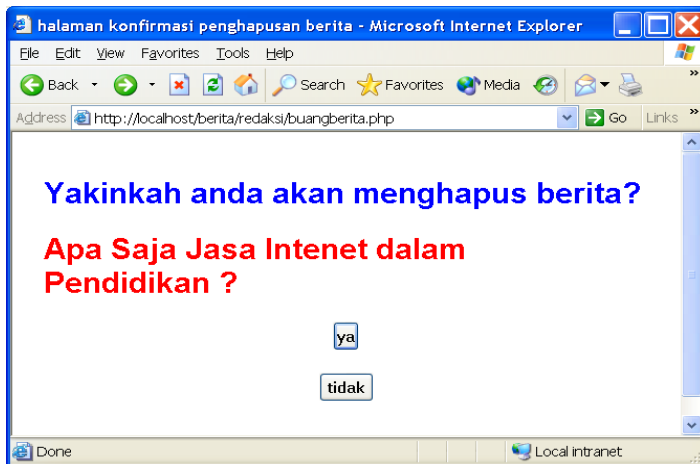 halaman konfirmasi penghapusan berita - Microsoft Internet Explorer
File Edit View Favorites Tools Help
Back Search Favorites Media »
Address http://localhost/berita/redaksi/buangberita.php Go Links »
Yakinkah anda akan menghapus berita?
Apa Saja Jasa Intenet dalam
Pendidikan ?
ya
tidak
Done Local intranet